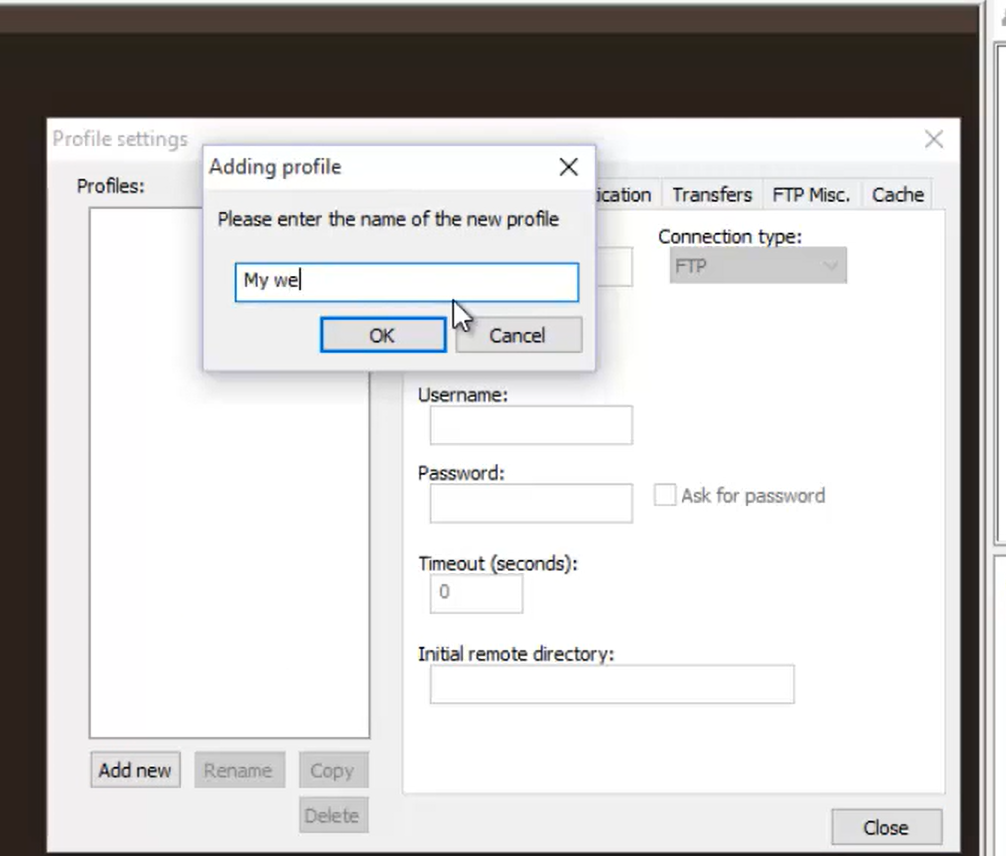 Profile settings
Adding profile
Profiles:
Please enter the name of the new profile
Transfers
FTP Misc.
Cache
Connection type:
FTP
My we
OK
Cancel
Username:
Password:
Ask for password
Timeout (seconds):
0
Initial remote directory:
Add new
Rename
Copy
Delete
Close